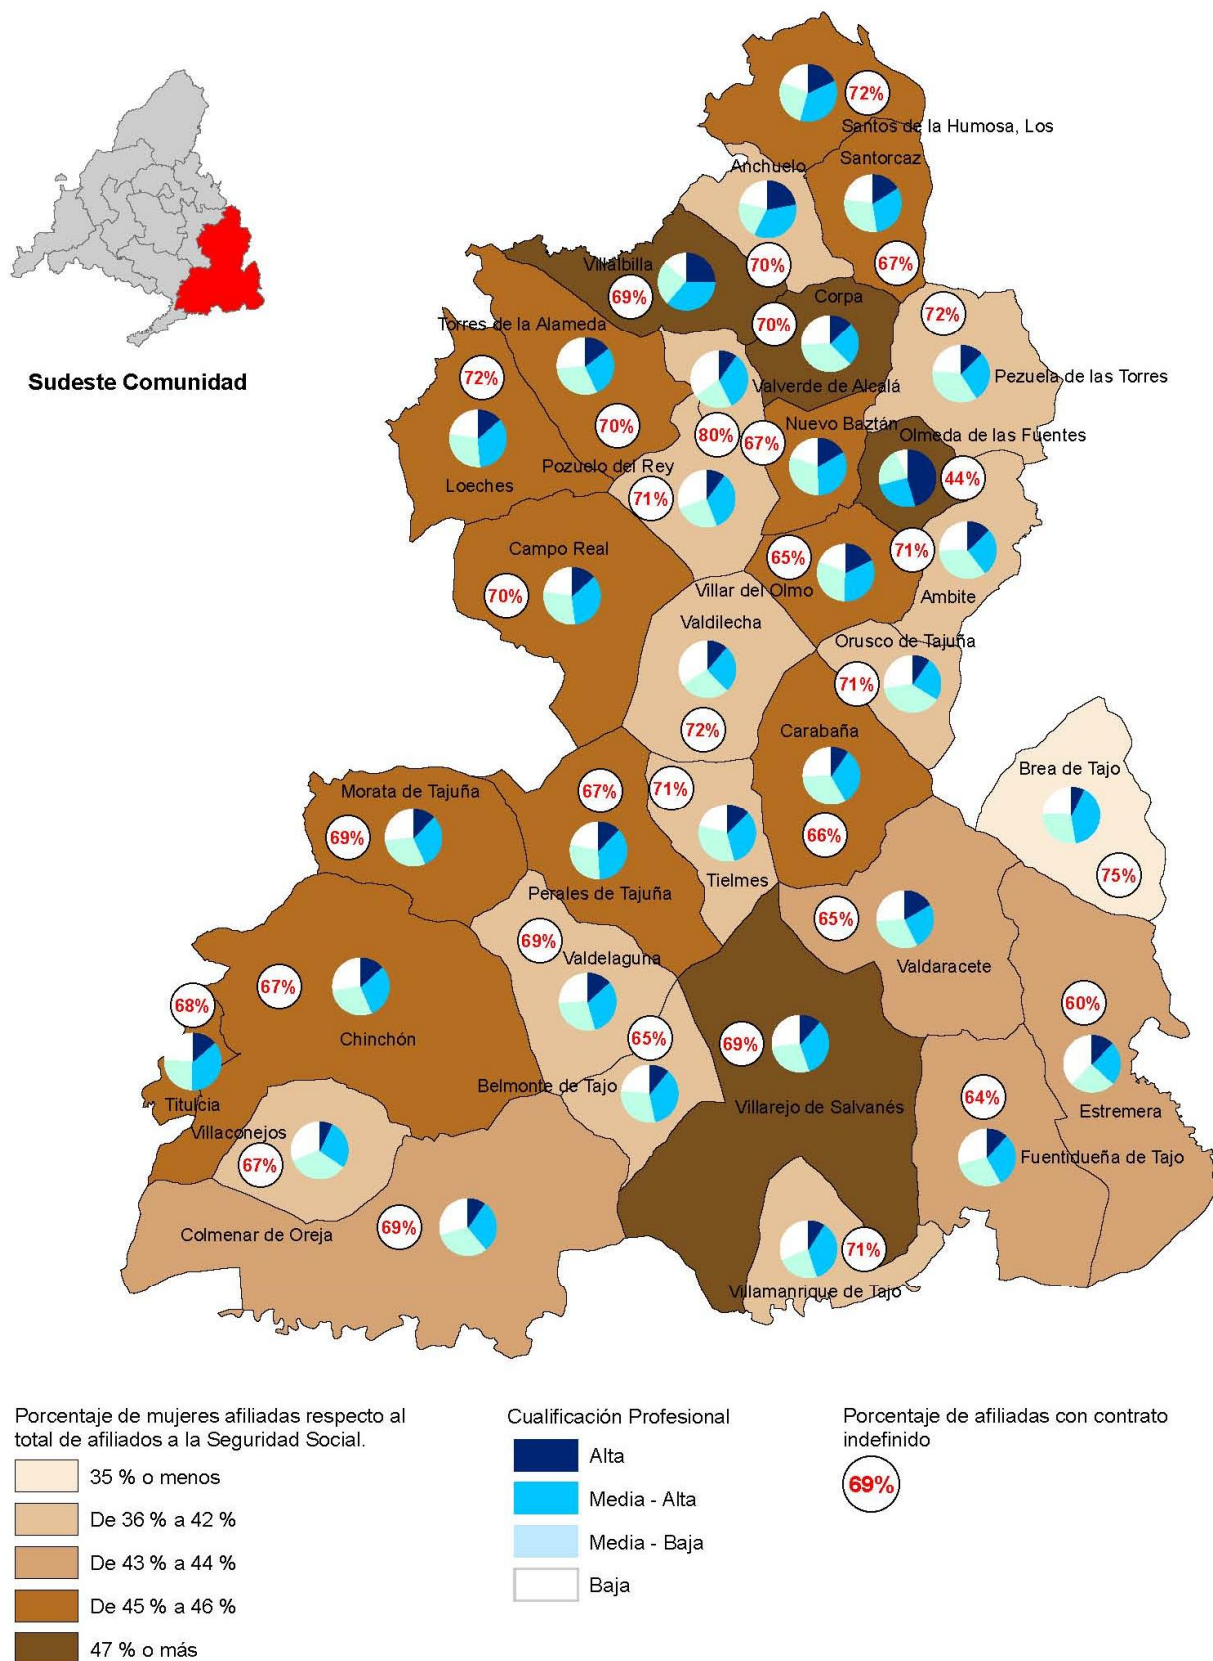 72%
Santos de la Humosa, Los
Anchuelo
Santorcaz
70%
67%
Villalbilla
69%
Corpa
70%
72%
Torres de la Alameda
Sudeste Comunidad
72%
Valverde de Alcalá
Pezuela de las Torres
70%
80%
67%
Nuevo Baztán
Olmeda de las Fuentes
Pozuelo del Rey
Loeches
71%
44%
Campo Real
65%
71%
70%
Villar del Olmo
Ambite
Valdilecha
Orusco de Tajuña
71%
72%
Carabaña
Brea de Tajo
Morata de Tajuña
67%
71%
69%
66%
75%
Perales de Tajuña
Tielmes
65%
69%
Valdelaguna
Valdaracete
67%
68%
60%
Chinchón
65%
69%
Belmonte de Tajo
64%
Titulcia
Villarejo de Salvanés
Estremera
Villaconejos
67%
Fuentidueña de Tajo
Colmenar de Oreja
69%
71%
Villamanrique de Tajo
Porcentaje de mujeres afiliadas respecto al
total de afiliados a la Seguridad Social.
35 % o menos
De 36 % a 42 %
De 43 % a 44 %
De 45 % a 46 %
47 % o más
Cualificación Profesional
Alta
Media - Alta
Media - Baja
Baja
Porcentaje de afiliadas con contrato
indefinido
69%